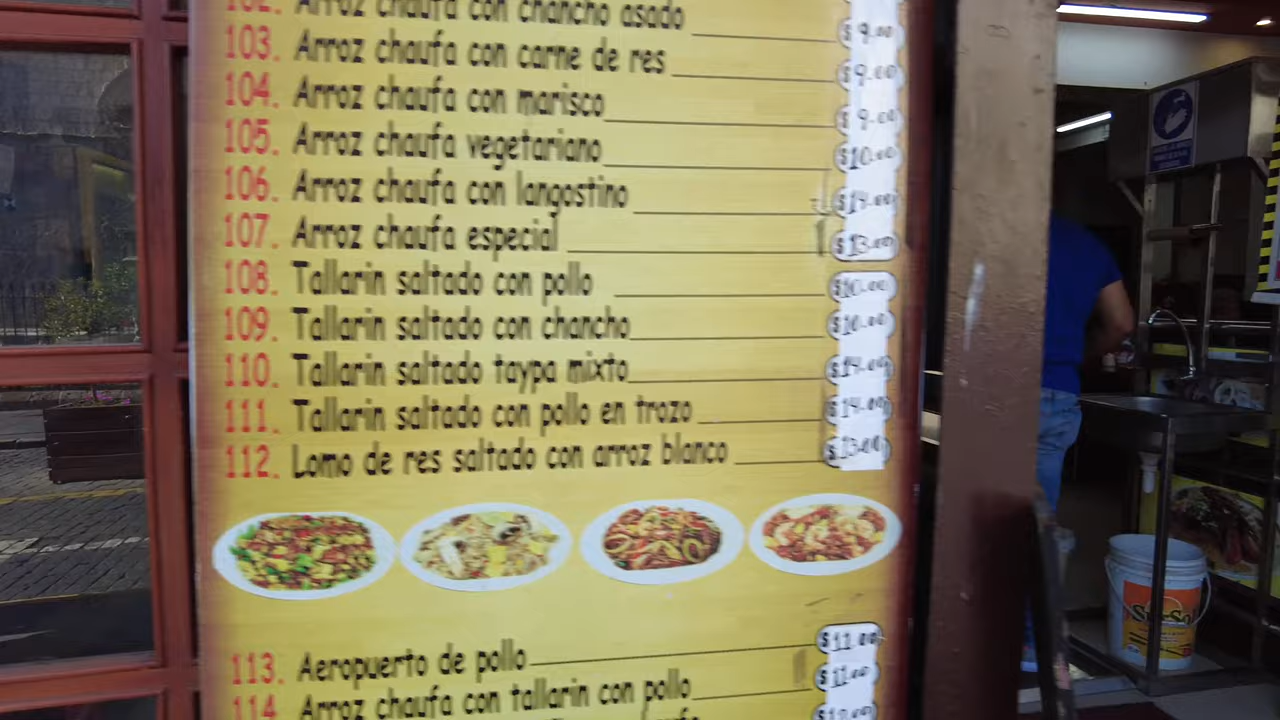 102. Arroz chaufa con chancho asado $9.00
103. Arroz chaufa con carne de res $9.00
104. Arroz chaufa con marisco $9.00
105. Arroz chaufa vegetariano $10.00
106. Arroz chaufa con langostino $14.00
107. Arroz chaufa especial $13.00
108. Tallarin saltado con pollo $10.00
109. Tallarin saltado con chancho $10.00
110. Tallarin saltado taypa mixto $14.00
111. Tallarin saltado con pollo en trozo $14.00
112. Lomo de res saltado con arroz blanco $13.00
113. Aeropuerto de pollo $11.00
114. Arroz chaufa con tallarin con pollo $11.00